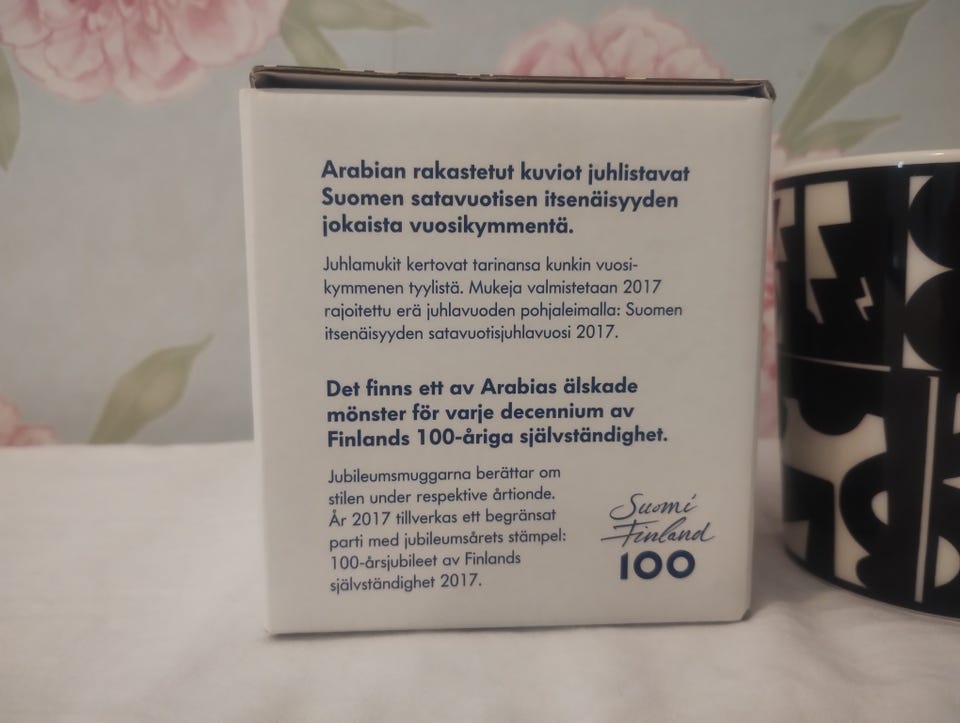 Arabian rakastetut kuviot juhlistavat
Suomen satavuotisen itsenäisyyden
jokaista vuosikymmentä.
Juhlamukit kertovat tarinansa kunkin vuosi-
kymmenen tyylistä. Mukeja valmistetaan 2017
rajoitettu erä juhlavuoden pohjaleimalla: Suomen
itsenäisyyden satavuotisjuhlavuosi 2017.
Det finns ett av Arabias älskade
mönster för varje decennium av
Finlands 100-åriga självständighet.
Jubileumsmuggarna berättar om
stilen under respektive årtionde.
År 2017 tillverkas ett begränsat
parti med jubileumsårets stämpel:
100-årsjubileet av Finlands
självständighet 2017.
Suomi
Finland
100